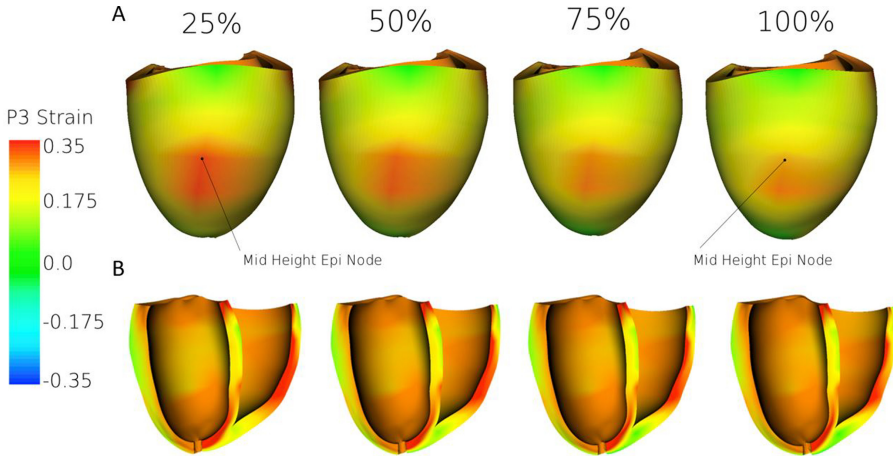 A
25%
50%
75%
100%
P3 Strain
0.35
0.175
0.0
-0.175
-0.35
Mid Height Epi Node
Mid Height Epi Node
B